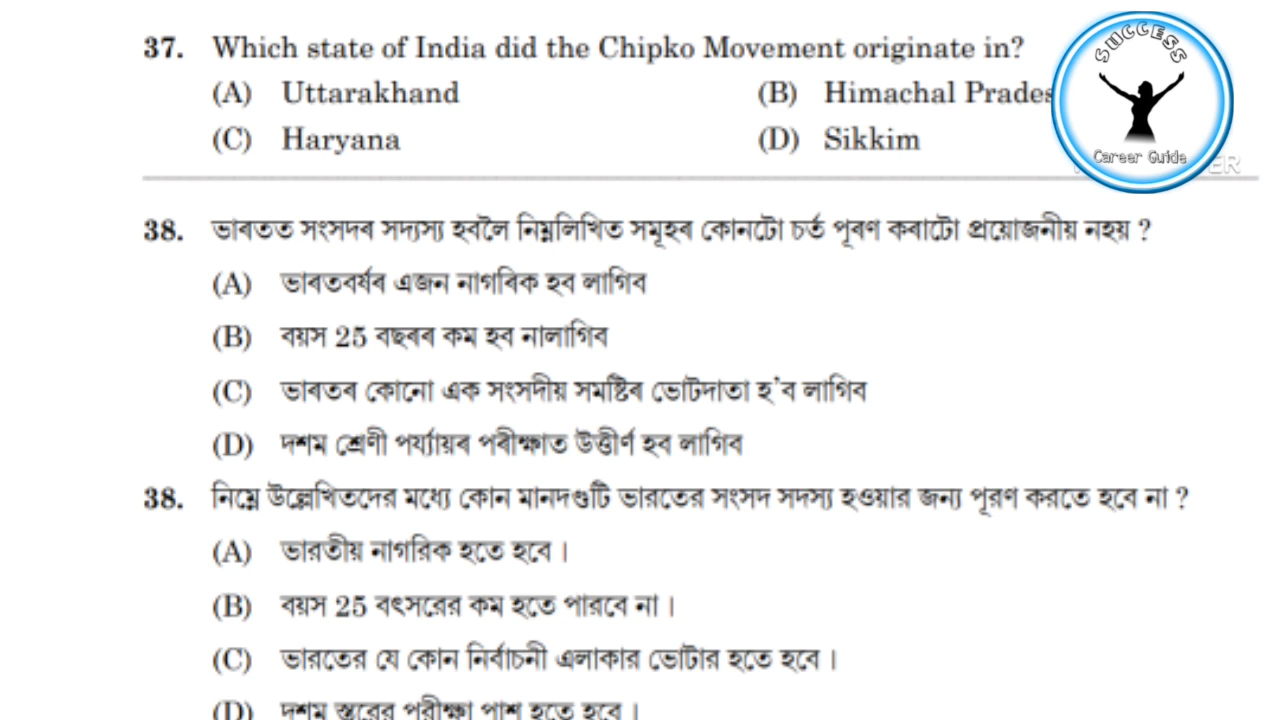 37. Which state of India did the Chipko Movement originate in?
(A) Uttarakhand (B) Himachal
(C) Haryana (D) Sikkim
SUCCESS
Career Guide
38. ভাৰতত সংসদৰ সদস্য হবলৈ নিম্নলিখিত সমূহৰ কোনটো চৰ্ত পূৰণ কৰাটো প্ৰয়োজনীয় নহয় ?
(A) ভাৰতবৰ্ষৰ এজন নাগৰিক হব লাগিব
(B) বয়স 25 বছৰৰ কম হব নালাগিব
(C) ভাৰতৰ কোনো এক সংসদীয় সমষ্টিৰ ভোটদাতা হ'ব লাগিব
(D) দশম শ্ৰেণী পৰ্য্যায়ৰ পৰীক্ষাত উত্তীৰ্ণ হব লাগিব
38. নিম্নে উল্লেখিতদের মধ্যে কোন মানদণ্ডটি ভারতের সংসদ সদস্য হওয়ার জন্য পূরণ করতে হবে না ?
(A) ভারতীয় নাগরিক হতে হবে ।
(B) বয়স 25 বৎসরের কম হতে পারবে না ।
(C) ভারতের যে কোন নির্বাচনী এলাকার ভোটার হতে হবে ।
(D) দশম স্তরের পরীক্ষা পাশ হতে হবে ।